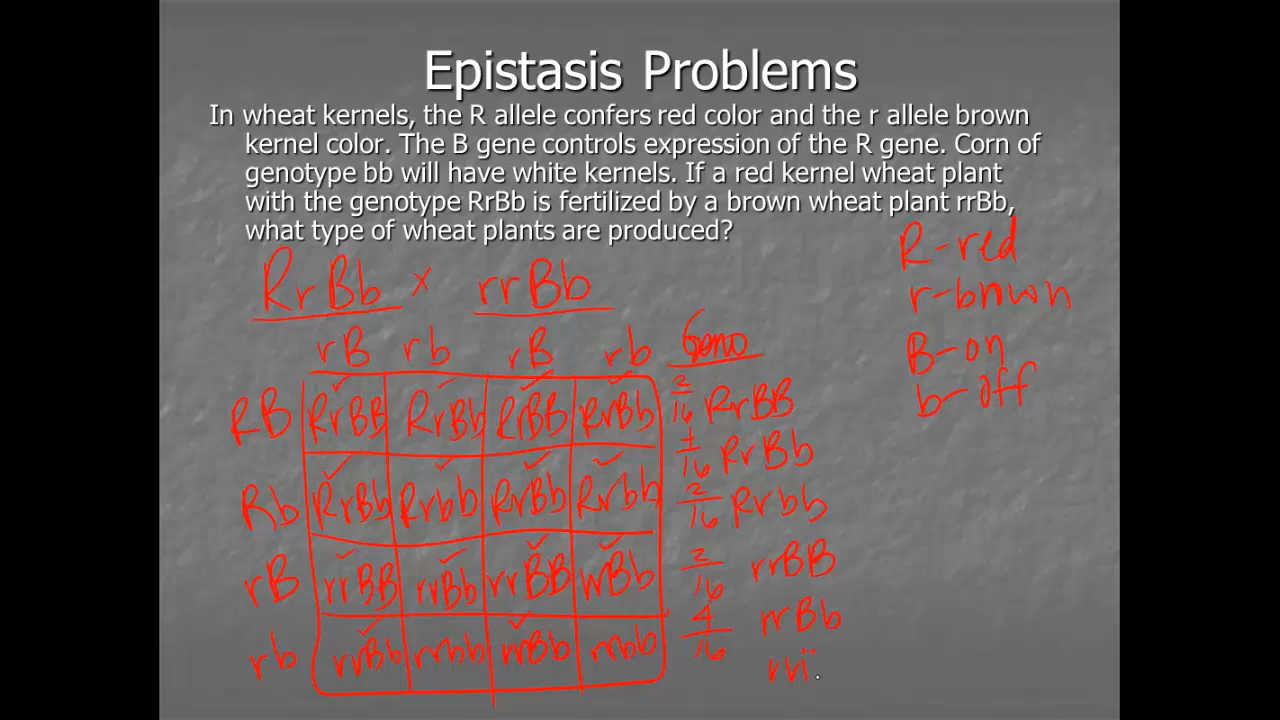 Epistasis Problems
In wheat kernels, the R allele confers red color and the r allele brown
kernel color. The B gene controls expression of the R gene. Corn of
genotype bb will have white kernels. If a red kernel wheat plant
with the genotype RrBb is fertilized by a brown wheat plant rrBb,
what type of wheat plants are produced?
R-red
r-brown
B-on
b-off
RrBb x rrBb
rB rb rB rb Geno
RB RrBB RrBb RrBB RrBb 2/16 RrBB
4/16 RrBb
Rb RrBb Rrbb RrBb Rrbb 2/16 Rrbb
rB rrBB rrBb rrBB rrBb 2/16 rrBB
4/16 rrBb
rb rrBb rrbb rrBb rrbb
rr